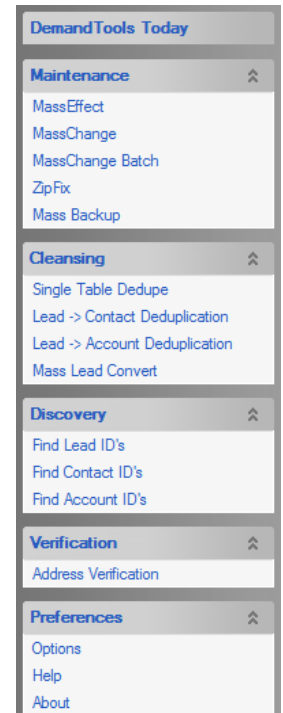 DemandTools Today
Maintenance
MassEffect
MassChange
MassChange Batch
ZipFix
Mass Backup
Cleansing
Single Table Dedupe
Lead -> Contact Deduplication
Lead -> Account Deduplication
Mass Lead Convert
Discovery
Find Lead ID's
Find Contact ID's
Find Account ID's
Verification
Address Verification
Preferences
Options
Help
About